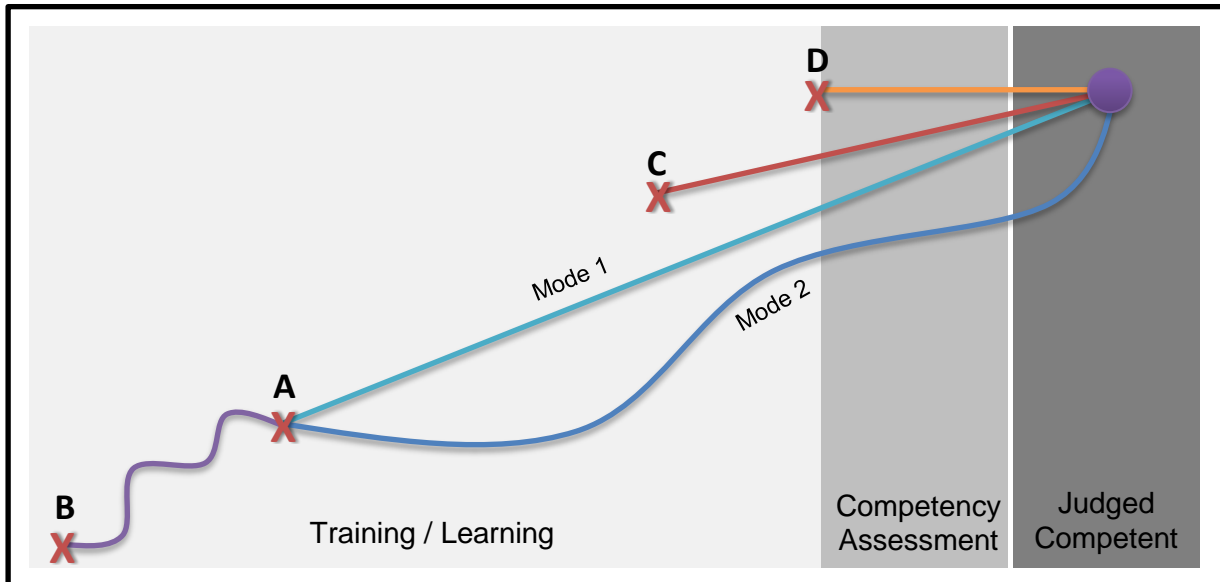 D
C
Mode 1
Mode 2
A
B
Training / Learning
Competency
Assessment
Judged
Competent